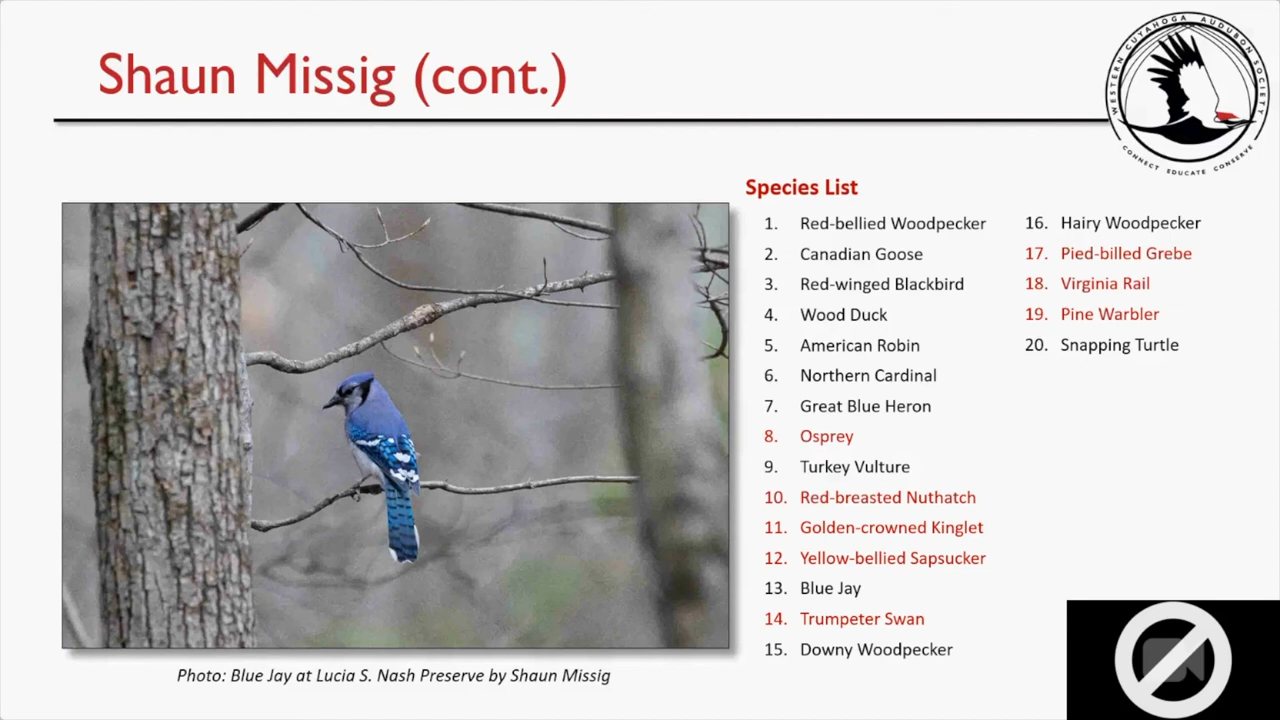 Shaun Missig (cont.)
WESTERN CUYAHOGA AUDUBON SOCIETY
CONNECT EDUCATE CONSERVE
Species List
1. Red-bellied Woodpecker
2. Canadian Goose
3. Red-winged Blackbird
4. Wood Duck
5. American Robin
6. Northern Cardinal
7. Great Blue Heron
8. Osprey
9. Turkey Vulture
10. Red-breasted Nuthatch
11. Golden-crowned Kinglet
12. Yellow-bellied Sapsucker
13. Blue Jay
14. Trumpeter Swan
15. Downy Woodpecker
16. Hairy Woodpecker
17. Pied-billed Grebe
18. Virginia Rail
19. Pine Warbler
20. Snapping Turtle
Photo: Blue Jay at Lucia S. Nash Preserve by Shaun Missig